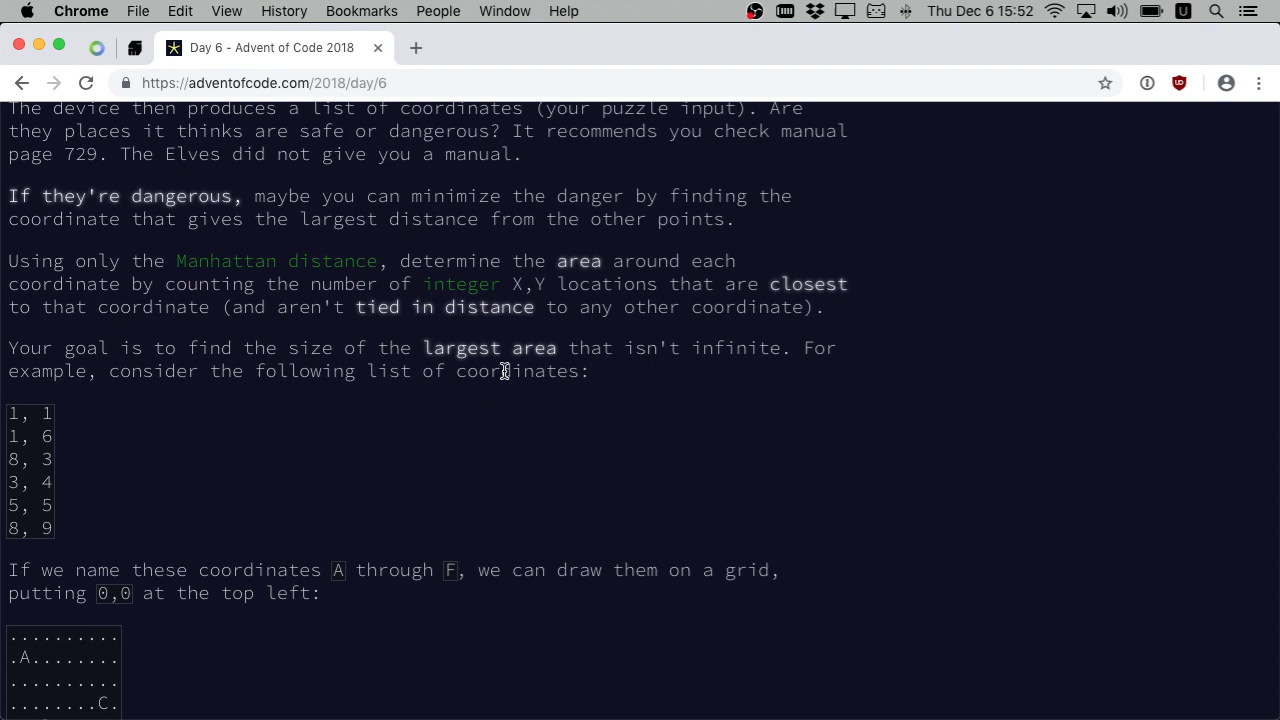 Chrome File Edit View History Bookmarks People Window Help Thu Dec 6 15:52
Day 6 - Advent of Code 2018
https://adventofcode.com/2018/day/6
The device then produces a list of coordinates (your puzzle input). Are
they places it thinks are safe or dangerous? It recommends you check manual
page 729. The Elves did not give you a manual.
If they're dangerous, maybe you can minimize the danger by finding the
coordinate that gives the largest distance from the other points.
Using only the Manhattan distance, determine the area around each
coordinate by counting the number of integer X,Y locations that are closest
to that coordinate (and aren't tied in distance to any other coordinate).
Your goal is to find the size of the largest area that isn't infinite. For
example, consider the following list of coordinates:
1, 1
1, 6
8, 3
3, 4
5, 5
8, 9
If we name these coordinates A through F, we can draw them on a grid,
putting 0,0 at the top left:
..........
.A........
..........
........C.